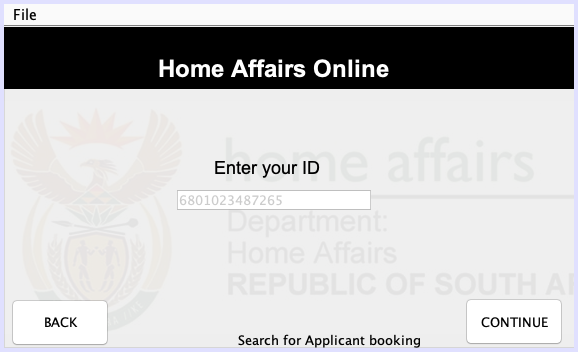 File
Home Affairs Online
home affairs
Enter your ID
6801023487265
Department:
Home Affairs
REPUBLIC OF SOUTH
BACK
CONTINUE
Search for Applicant booking